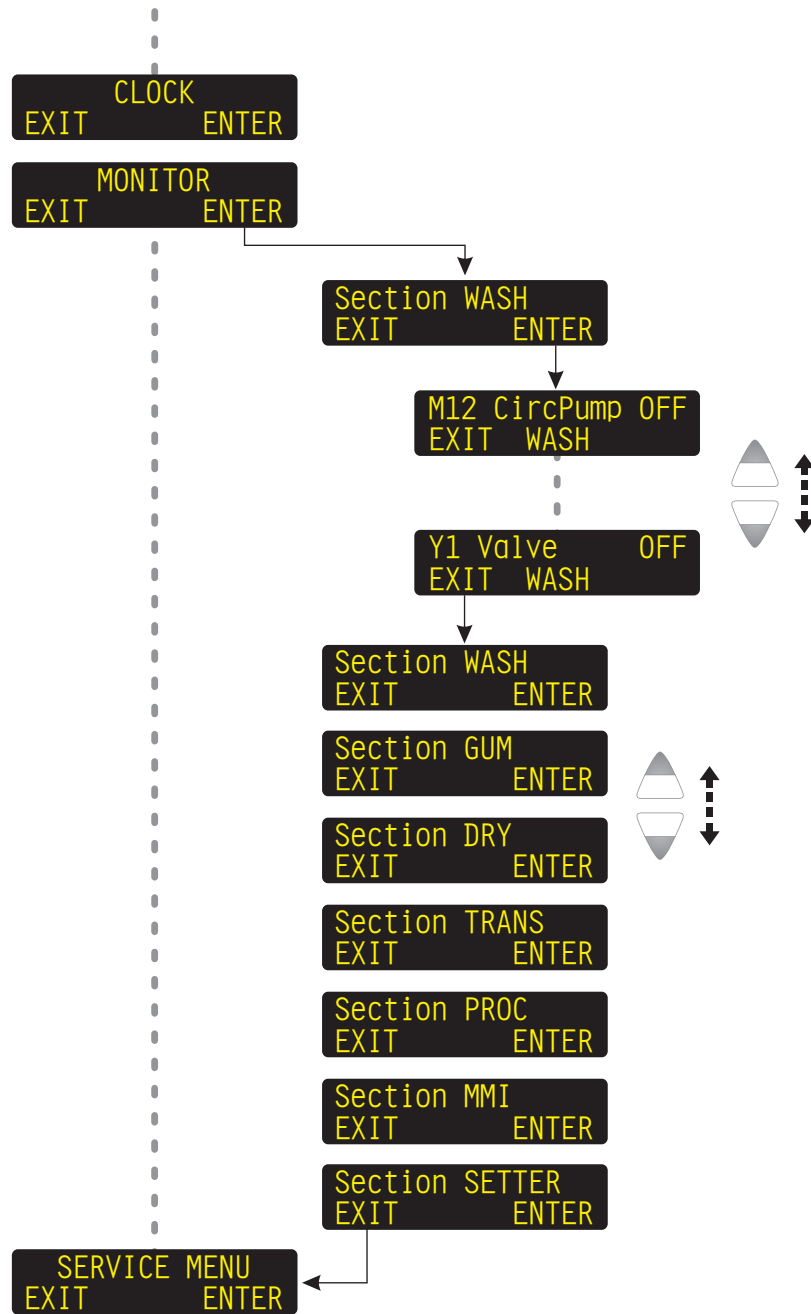 CLOCK
EXIT ENTER
MONITOR
EXIT ENTER
Section WASH
EXIT ENTER
M12 CircPump OFF
EXIT WASH
Y1 Valve OFF
EXIT WASH
Section WASH
EXIT ENTER
Section GUM
EXIT ENTER
Section DRY
EXIT ENTER
Section TRANS
EXIT ENTER
Section PROC
EXIT ENTER
Section MMI
EXIT ENTER
Section SETTER
EXIT ENTER
SERVICE MENU
EXIT ENTER